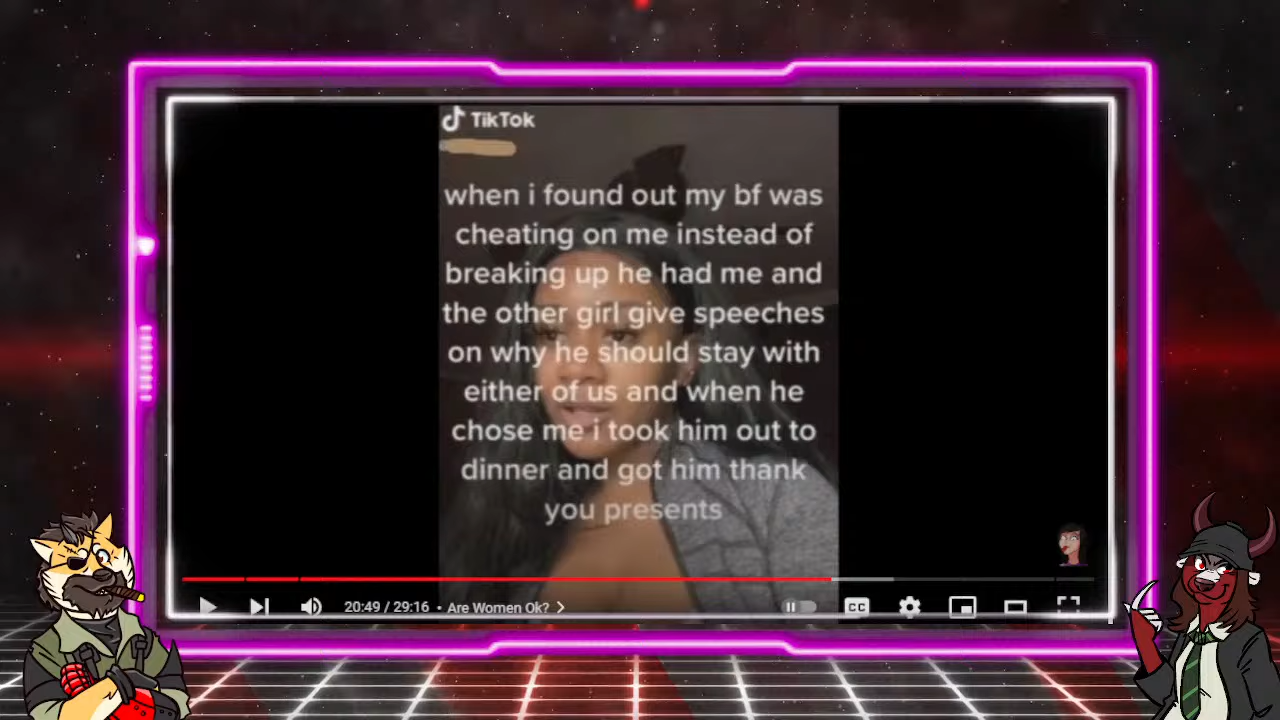 TikTok
when i found out my bf was
cheating on me instead of
breaking up he had me and
the other girl give speeches
on why he should stay with
either of us and when he
chose me i took him out to
dinner and got him thank
you presents
20:49 / 29:16 • Are Women Ok? >
CC